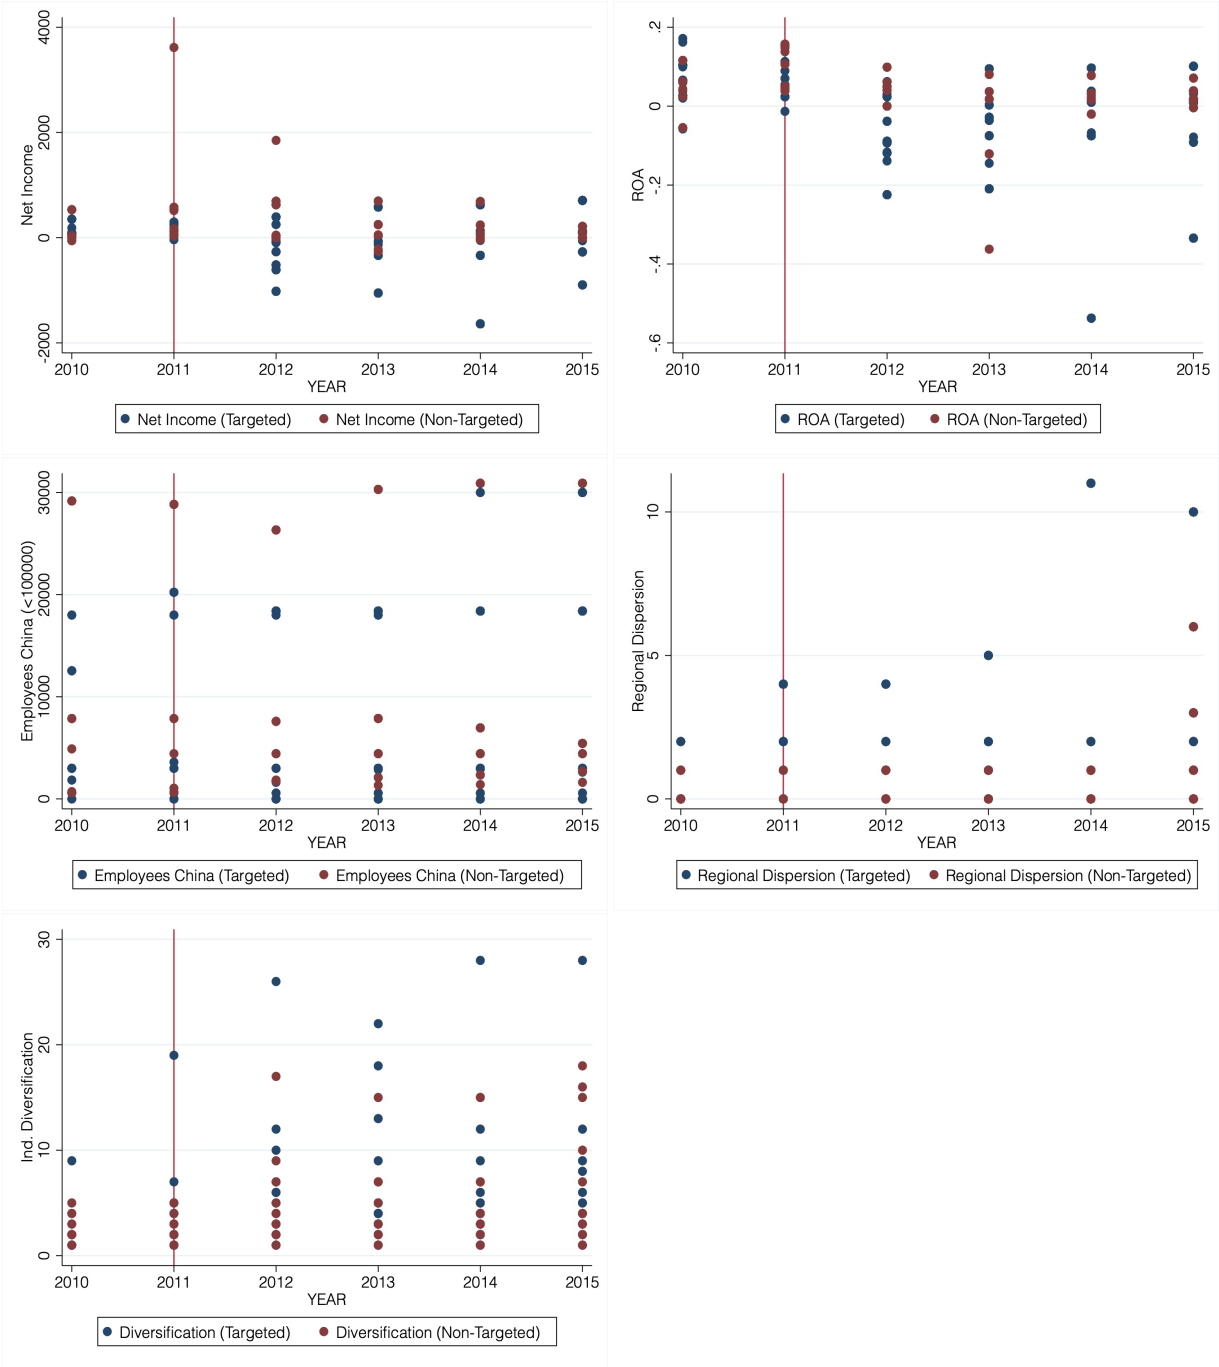 Net Income
4000
2000
0
-2000
2010 2011 2012 2013 2014 2015
YEAR
Net Income (Targeted) Net Income (Non-Targeted)
ROA
.2
0
-.2
-.4
-.6
2010 2011 2012 2013 2014 2015
YEAR
ROA (Targeted) ROA (Non-Targeted)
Employees China (<100000)
30000
20000
10000
0
2010 2011 2012 2013 2014 2015
YEAR
Employees China (Targeted) Employees China (Non-Targeted)
Regional Dispersion
10
5
0
2010 2011 2012 2013 2014 2015
YEAR
Regional Dispersion (Targeted) Regional Dispersion (Non-Targeted)
Ind. Diversification
30
20
10
0
2010 2011 2012 2013 2014 2015
YEAR
Diversification (Targeted) Diversification (Non-Targeted)